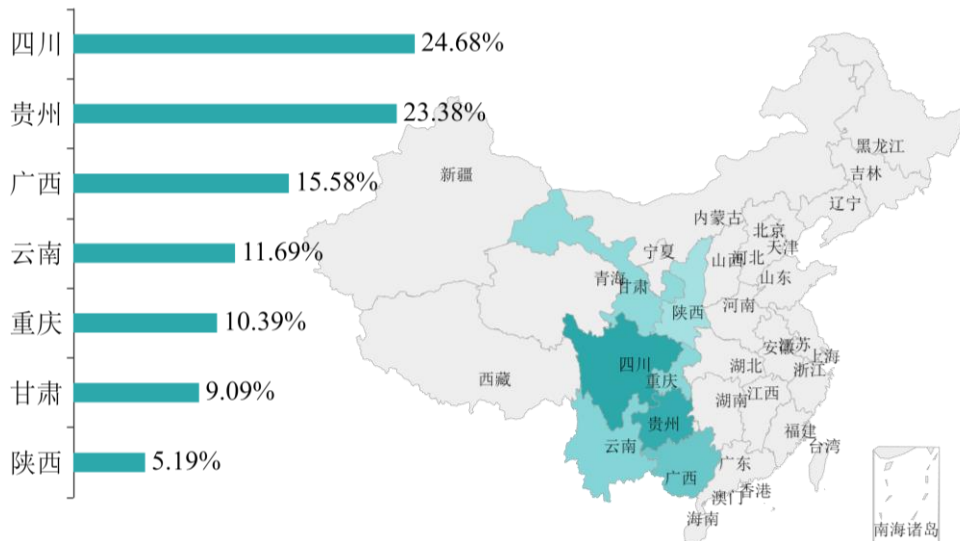 四川 24.68%
贵州 23.38%
广西 15.58%
云南 11.69%
重庆 10.39%
甘肃 9.09%
陕西 5.19%
黑龙江
吉林
新疆
辽宁
内蒙古
北京
天津
宁夏
山西
河北
青海
甘肃
山东
河南
陕西
江苏
安徽
上海
四川
湖北
浙江
西藏
重庆
江西
湖南
贵州
福建
云南
台湾
广东
广西
香港
澳门
海南
南海诸岛